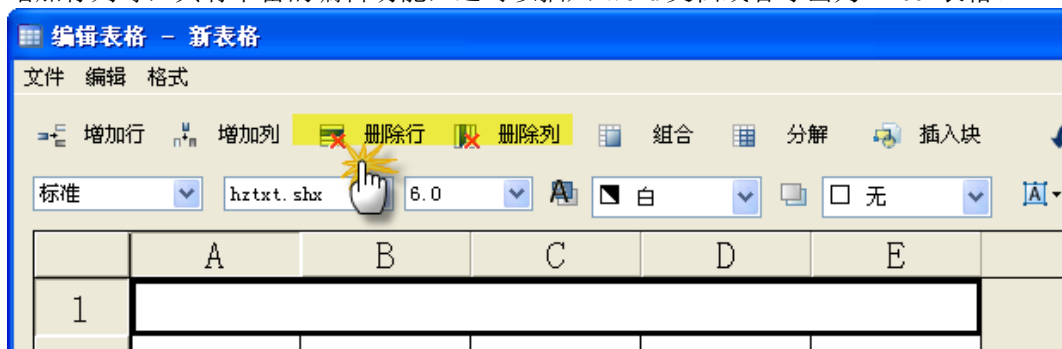 编辑表格 - 新表格
文件 编辑 格式
增加行 增加列 删除行 删除列 组合 分解 插入块
标准 hztxt.shx 6.0 A 白 无 A
A B C D E
1